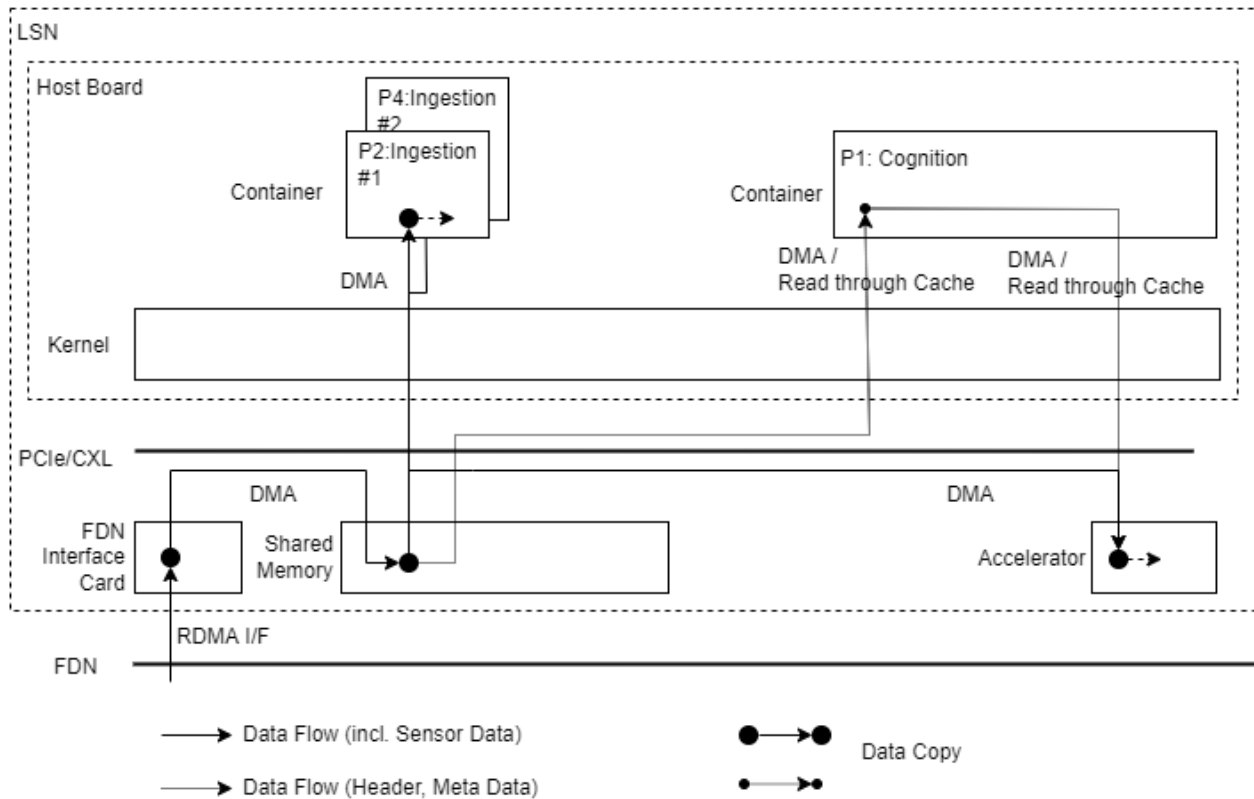 LSN
Host Board
P4:Ingestion
#2
P2:Ingestion
#1
Container
P1: Cognition
Container
DMA
DMA /
Read through Cache
DMA /
Read through Cache
Kernel
PCIe/CXL
DMA
DMA
FDN
Interface
Card
Shared
Memory
Accelerator
RDMA I/F
FDN
Data Flow (incl. Sensor Data)
Data Copy
Data Flow (Header, Meta Data)